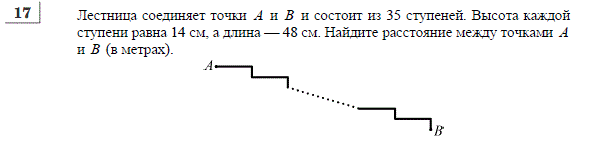 17
Лестница соединяет точки A и B и состоит из 35 ступеней. Высота каждой
ступени равна 14 см, а длина — 48 см. Найдите расстояние между точками A
и B (в метрах).
A
B